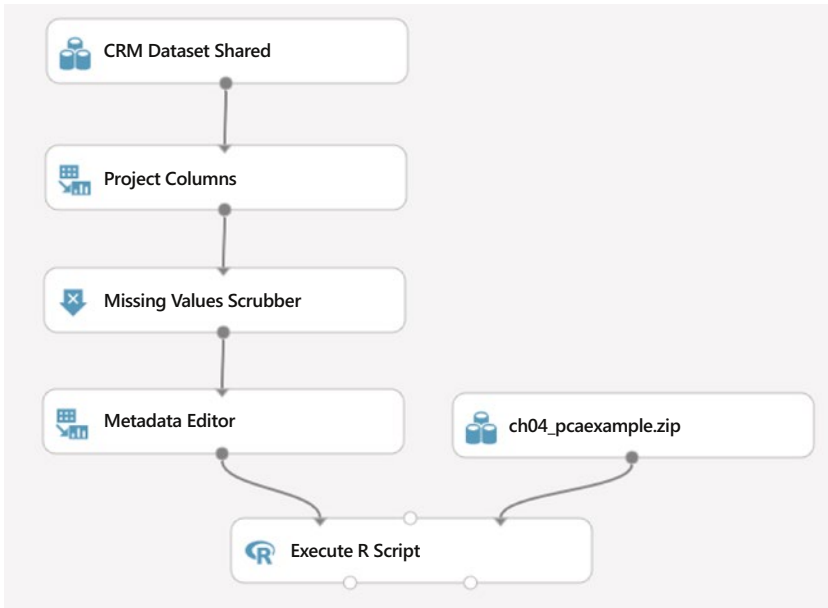 CRM Dataset Shared
Project Columns
Missing Values Scrubber
Metadata Editor
ch04_pcaexample.zip
R
Execute R Script